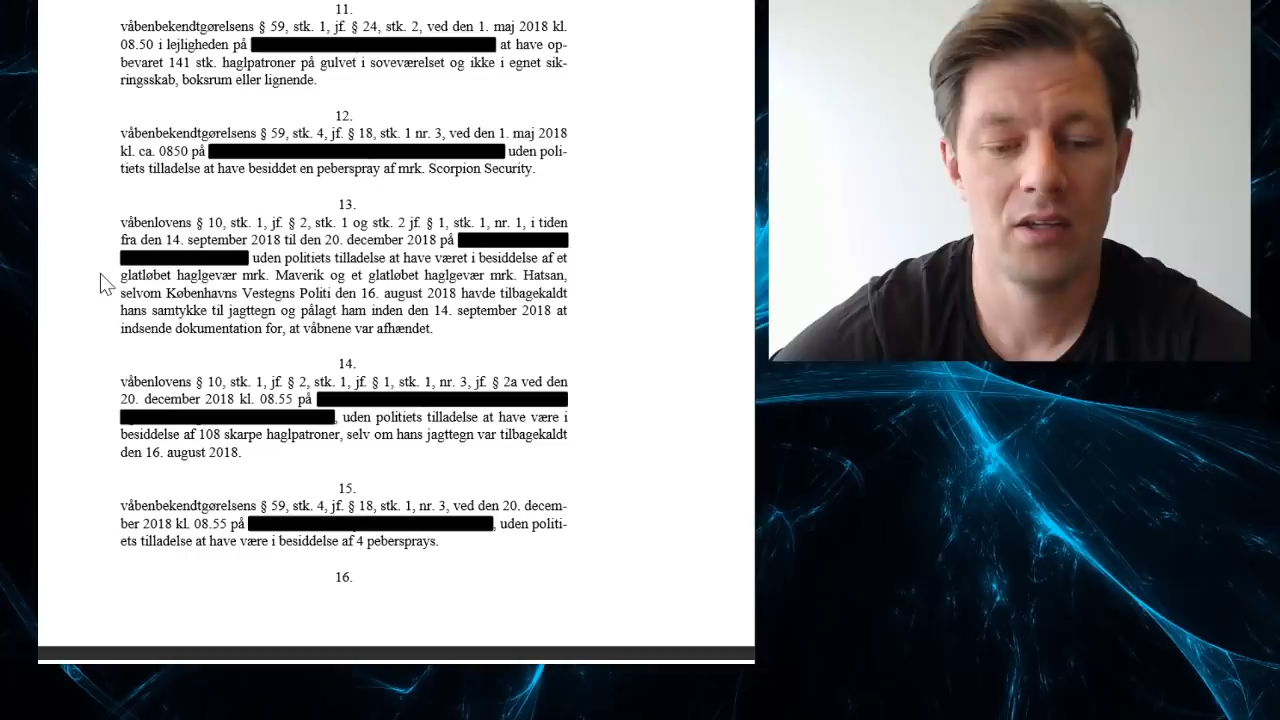 11.
våbenbekendtgørelsens § 59, stk. 1, jf. § 24, stk. 2, ved den 1. maj 2018 kl.
08.50 i lejligheden på at have op-
bevaret 141 stk. haglpatroner på gulvet i soveværelset og ikke i egnet sik-
ringsskab, boksrum eller lignende.
12.
våbenbekendtgørelsens § 59, stk. 4, jf. § 18, stk. 1 nr. 3, ved den 1. maj 2018
kl. ca. 0850 på uden poli-
tiets tilladelse at have besiddet en peberspray af mrk. Scorpion Security.
13.
våbenlovens § 10, stk. 1, jf. § 2, stk. 1 og stk. 2 jf. § 1, stk. 1, nr. 1, i tiden
fra den 14. september 2018 til den 20. december 2018 på
uden politiets tilladelse at have været i besiddelse af et
glatløbet haglgevær mrk. Maverik og et glatløbet haglgevær mrk. Hatsan,
selvom Københavns Vestegns Politi den 16. august 2018 havde tilbagekaldt
hans samtykke til jagttegn og pålagt ham inden den 14. september 2018 at
indsende dokumentation for, at våbnene var afhændet.
14.
våbenlovens § 10, stk. 1, jf. § 2, stk. 1, jf. § 1, stk. 1, nr. 3, jf. § 2a ved den
20. december 2018 kl. 08.55 på
, uden politiets tilladelse at have være i
besiddelse af 108 skarpe haglpatroner, selv om hans jagttegn var tilbagekaldt
den 16. august 2018.
15.
våbenbekendtgørelsens § 59, stk. 4, jf. § 18, stk. 1, nr. 3, ved den 20. decem-
ber 2018 kl. 08.55 på , uden politi-
ets tilladelse at have være i besiddelse af 4 pebersprays.
16.